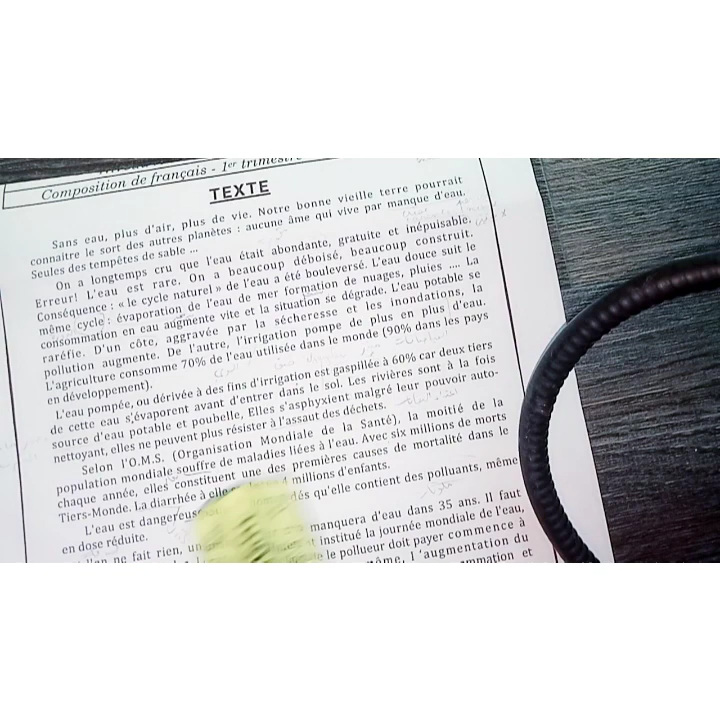 Composition de français - 1er trimestre
TEXTE
Sans eau, plus d'air, plus de vie. Notre bonne vieille terre pourrait
connaitre le sort des autres planètes : aucune âme qui vive par manque d'eau.
Seules des tempêtes de sable ...
On a longtemps cru que l'eau était abondante, gratuite et inépuisable.
Erreur! L'eau est rare. On a beaucoup déboisé, beaucoup construit.
Conséquence : « le cycle naturel » de l'eau a été bouleversé. L'eau douce suit le
même cycle : évaporation de l'eau de mer formation de nuages, pluies .... La
consommation en eau augmente vite et la situation se dégrade. L'eau potable se
raréfie. D'un côte, aggravée par la sécheresse et les inondations, la
pollution augmente. De l'autre, l'irrigation pompe de plus en plus d'eau.
L'agriculture consomme 70% de l'eau utilisée dans le monde (90% dans les pays
en développement).
L'eau pompée, ou dérivée à des fins d'irrigation est gaspillée à 60% car deux tiers
de cette eau s'évaporent avant d'entrer dans le sol. Les rivières sont à la fois
source d'eau potable et poubelle, Elles s'asphyxient malgré leur pouvoir auto-
nettoyant, elles ne peuvent plus résister à l'assaut des déchets.
Selon l'O.M.S. (Organisation Mondiale de la Santé), la moitié de la
population mondiale souffre de maladies liées à l'eau. Avec six millions de morts
chaque année, elles constituent une des premières causes de mortalité dans le
Tiers-Monde. La diarrhée à elle millions d'enfants.
L'eau est dangereuse qu'elle contient des polluants, même
en dose réduite.
l'on ne fait rien, un manquera d'eau dans 35 ans. Il faut
institué la journée mondiale de l'eau,
le pollueur doit payer commence à
l'augmentation du
et